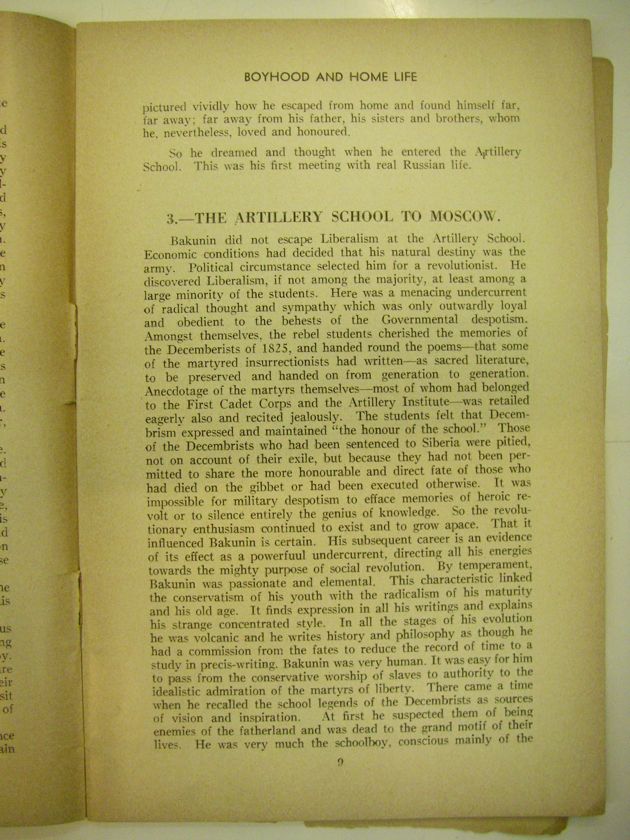 BOYHOOD AND HOME LIFE
pictured vividly how he escaped from home and found himself far,
far away; far away from his father, his sisters and brothers, whom
he, nevertheless, loved and honoured.
So he dreamed and thought when he entered the Artillery
School. This was his first meeting with real Russian life.
3.—THE ARTILLERY SCHOOL TO MOSCOW.
Bakunin did not escape Liberalism at the Artillery School.
Economic conditions had decided that his natural destiny was the
army. Political circumstance selected him for a revolutionist. He
discovered Liberalism, if not among the majority, at least among a
large minority of the students. Here was a menacing undercurrent
of radical thought and sympathy which was only outwardly loyal
and obedient to the behests of the Governmental despotism.
Amongst themselves, the rebel students cherished the memories of
the Decemberists of 1825, and handed round the poems—that some
of the martyred insurrectionists had written—as sacred literature,
to be preserved and handed on from generation to generation.
Anecdotage of the martyrs themselves—most of whom had belonged
to the First Cadet Corps and the Artillery Institute—was retailed
eagerly also and recited jealously. The students felt that Decem-
brism expressed and maintained "the honour of the school." Those
of the Decembrists who had been sentenced to Siberia were pitied,
not on account of their exile, but because they had not been per-
mitted to share the more honourable and direct fate of those who
had died on the gibbet or had been executed otherwise. It was
impossible for military despotism to efface memories of heroic re-
volt or to silence entirely the genius of knowledge. So the revolu-
tionary enthusiasm continued to exist and to grow apace. That it
influenced Bakunin is certain. His subsequent career is an evidence
of its effect as a powerfuul undercurrent, directing all his energies
towards the mighty purpose of social revolution. By temperament,
Bakunin was passionate and elemental. This characteristic linked
the conservatism of his youth with the radicalism of his maturity
and his old age. It finds expression in all his writings and explains
his strange concentrated style. In all the stages of his evolution
he was volcanic and he writes history and philosophy as though he
had a commission from the fates to reduce the record of time to a
study in precis-writing. Bakunin was very human. It was easy for him
to pass from the conservative worship of slaves to authority to the
idealistic admiration of the martyrs of liberty. There came a time
when he recalled the school legends of the Decembrists as sources
of vision and inspiration. At first he suspected them of being
enemies of the fatherland and was dead to the grand motif of their
lives. He was very much the schoolboy, conscious mainly of the
9